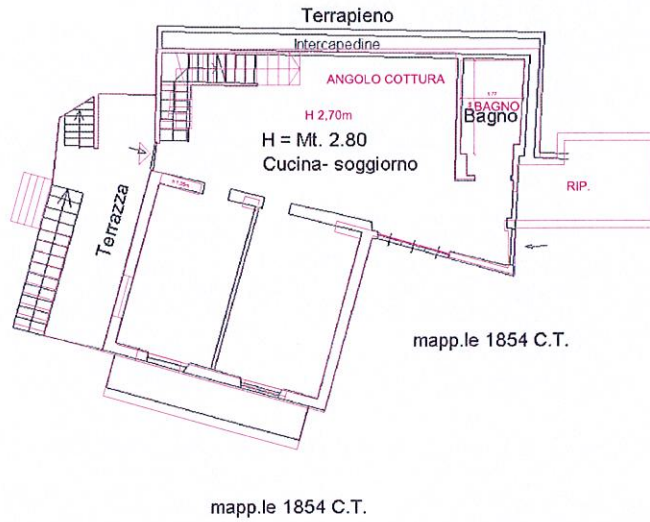 Terrapieno
Intercapedine
ANGOLO COTTURA
BAGNO
Bagno
H 2,70m
H = Mt. 2.80
Cucina- soggiorno
RIP.
Terrazza
mapp.le 1854 C.T.
mapp.le 1854 C.T.